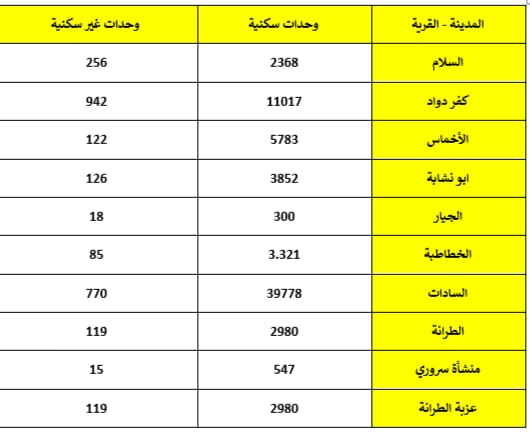 المدينة - القرية وحدات سكنية وحدات غير سكنية
السلام 2368 256
كفر دواد 11017 942
الأخماس 5783 122
ابو نشابة 3852 126
الجيار 300 18
الخطاطبة 3.321 85
السادات 39778 770
الطرانة 2980 119
منشأة سروري 547 15
عزبة الطرانة 2980 119